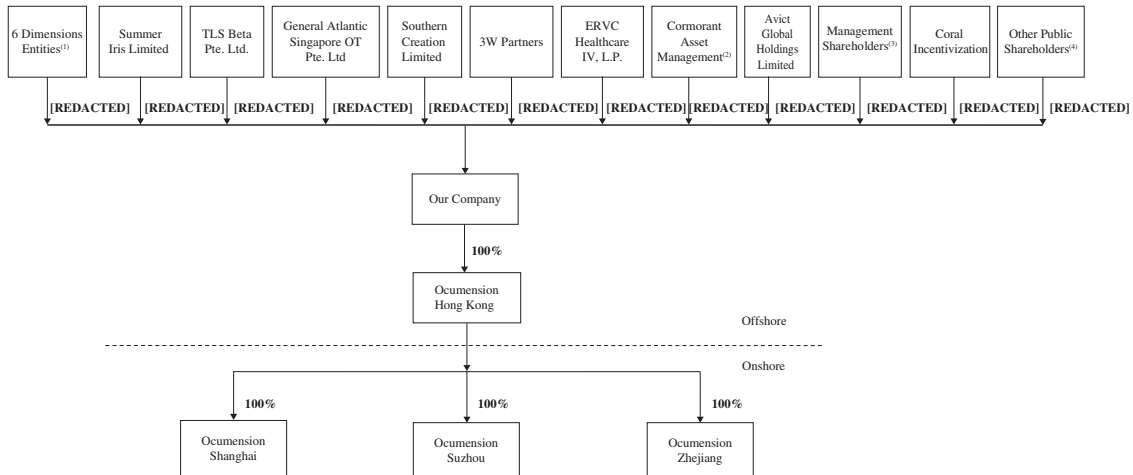 6 Dimensions
Entities(1)
Summer
Iris Limited
TLS Beta
Pte. Ltd.
General Atlantic
Singapore OT
Pte. Ltd
Southern
Creation
Limited
3W Partners
ERVC
Healthcare
IV, L.P.
Cormorant
Asset
Management(2)
Avict
Global
Holdings
Limited
Management
Shareholders(3)
Coral
Incentivization
Other Public
Shareholders(4)
[REDACTED] [REDACTED] [REDACTED] [REDACTED] [REDACTED] [REDACTED] [REDACTED] [REDACTED] [REDACTED] [REDACTED] [REDACTED] [REDACTED]
Our Company
100%
Ocumension
Hong Kong
Offshore
Onshore
100% 100% 100%
Ocumension
Shanghai
Ocumension
Suzhou
Ocumension
Zhejiang